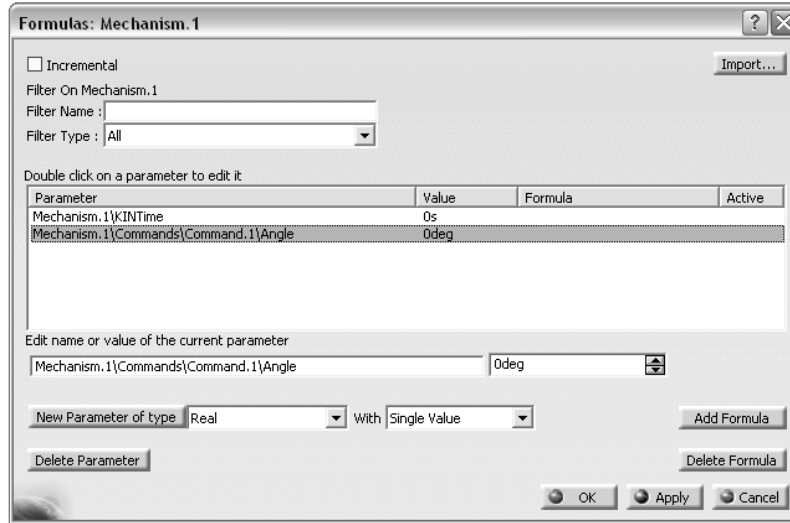 Formulas: Mechanism.1
Incremental
Import...
Filter On Mechanism.1
Filter Name :
Filter Type : All
Double click on a parameter to edit it
Parameter Value Formula Active
Mechanism.1\KINTime 0s
Mechanism.1\Commands\Command.1\Angle 0deg
Edit name or value of the current parameter
Mechanism.1\Commands\Command.1\Angle 0deg
New Parameter of type Real With Single Value Add Formula
Delete Parameter Delete Formula
OK Apply Cancel